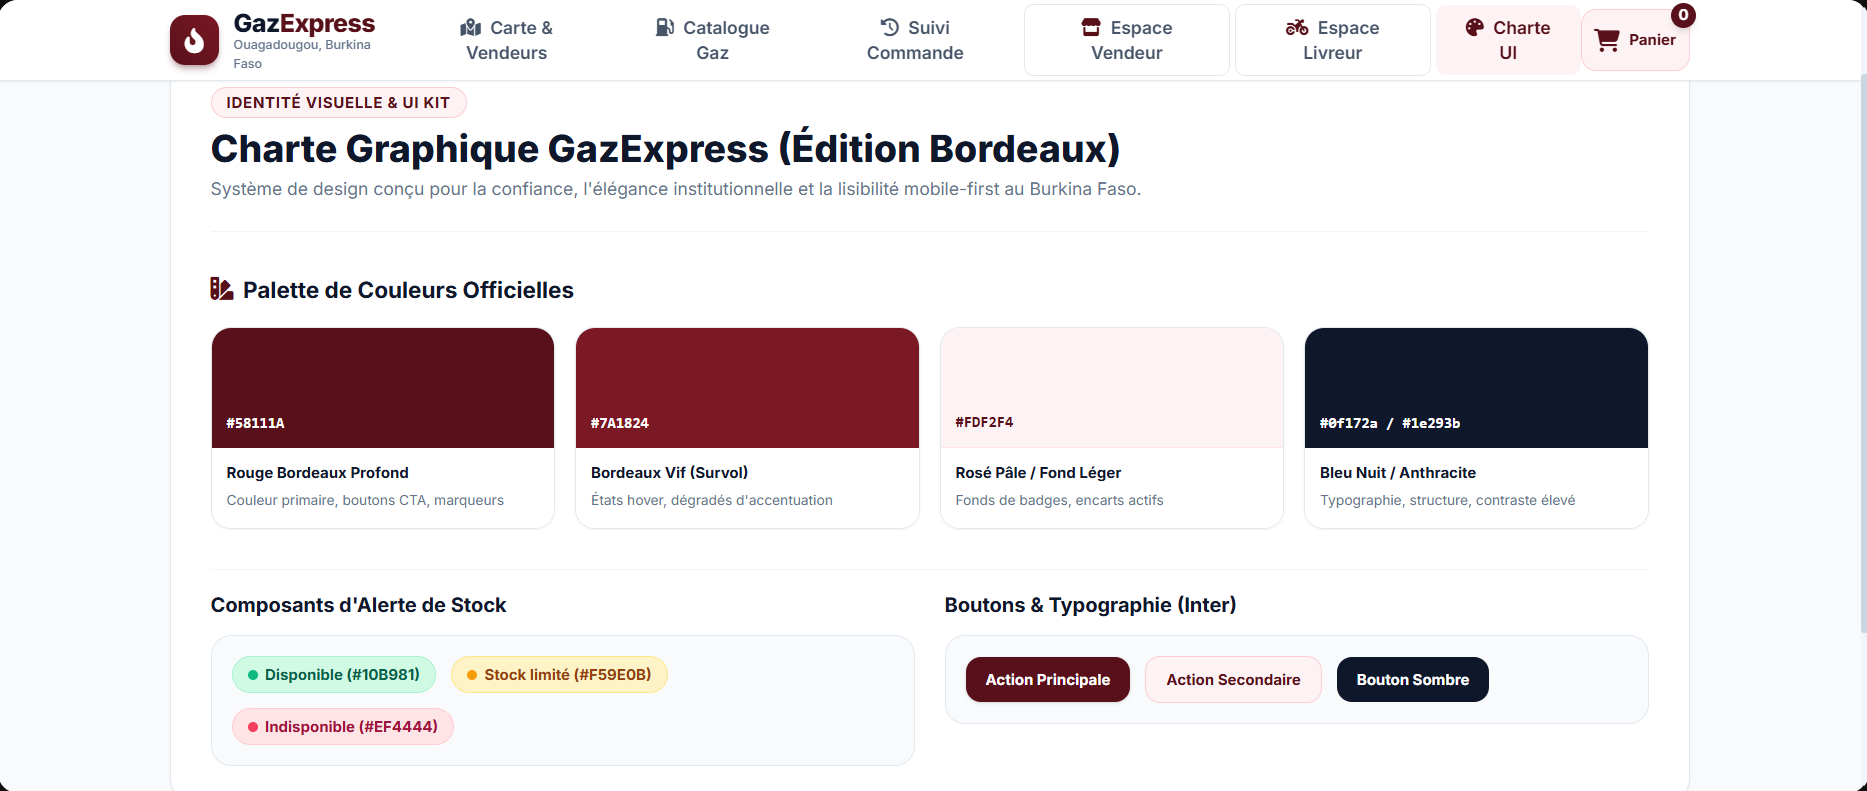 GazExpress
Ouagadougou, Burkina
Faso
Carte &
Vendeurs
Catalogue
Gaz
Suivi
Commande
Espace
Vendeur
Espace
Livreur
Charte
UI
Panier
0
IDENTITÉ VISUELLE & UI KIT
Charte Graphique GazExpress (Édition Bordeaux)
Système de design conçu pour la confiance, l'élégance institutionnelle et la lisibilité mobile-first au Burkina Faso.
Palette de Couleurs Officielles
#58111A
Rouge Bordeaux Profond
Couleur primaire, boutons CTA, marqueurs
#7A1824
Bordeaux Vif (Survol)
États hover, dégradés d'accentuation
#FDF2F4
Rosé Pâle / Fond Léger
Fonds de badges, encarts actifs
#0f172a / #1e293b
Bleu Nuit / Anthracite
Typographie, structure, contraste élevé
Composants d'Alerte de Stock
Disponible (#10B981)
Stock limité (#F59E0B)
Indisponible (#EF4444)
Boutons & Typographie (Inter)
Action Principale
Action Secondaire
Bouton Sombre